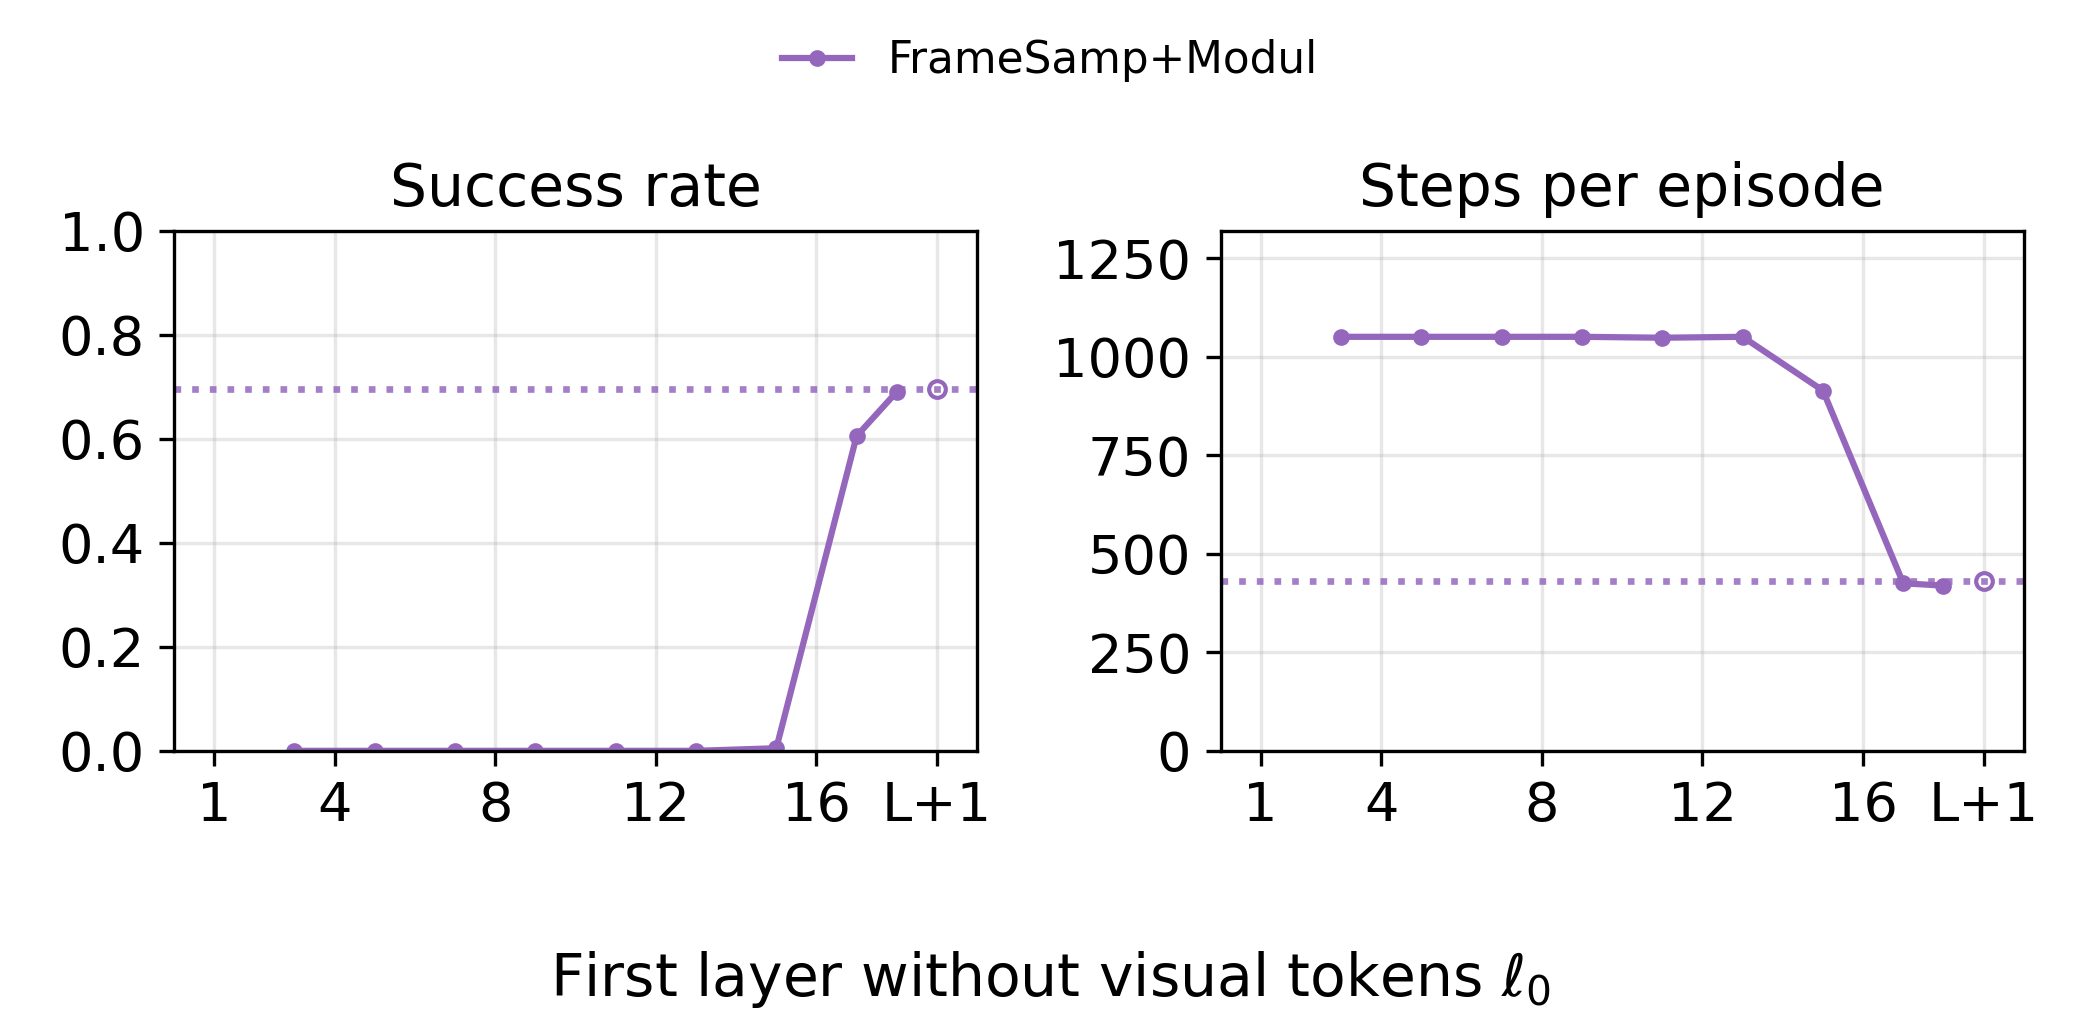 FrameSamp+Modul
Success rate
1.0
0.8
0.6
0.4
0.2
0.0
1 4 8 12 16 L+1
Steps per episode
1250
1000
750
500
250
0
1 4 8 12 16 L+1
First layer without visual tokens ℓ₀